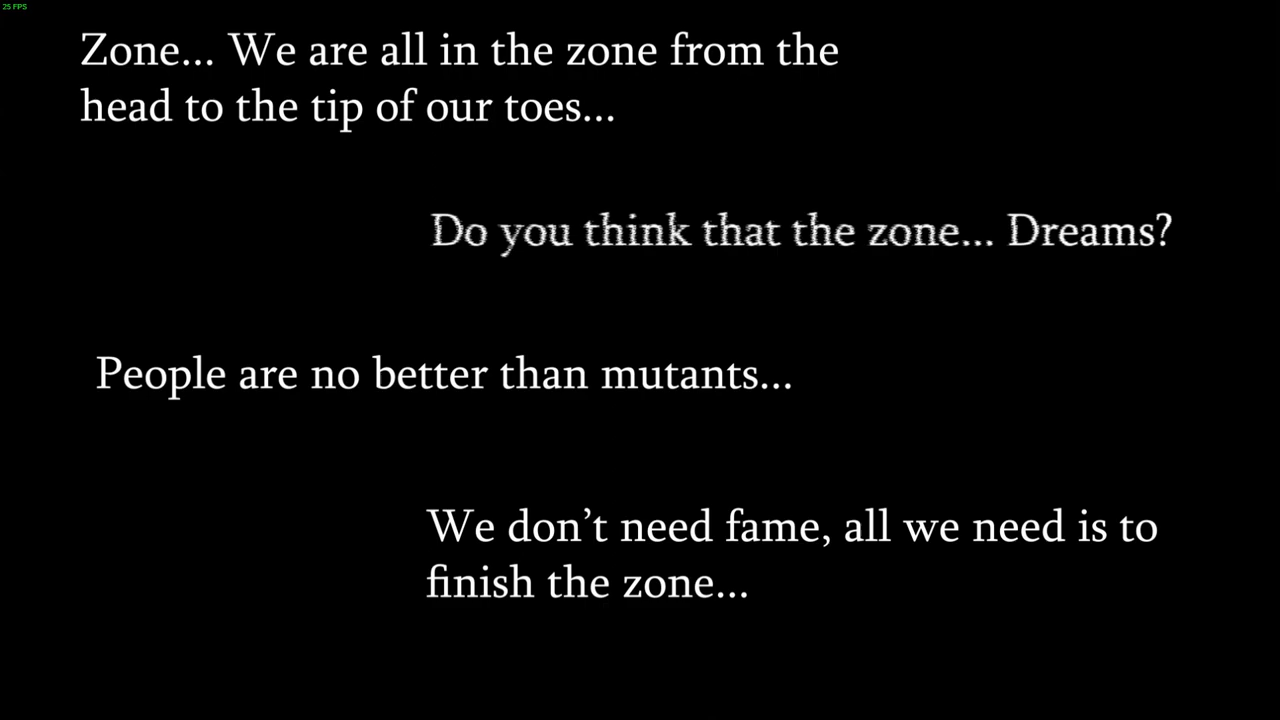 25 FPS
Zone... We are all in the zone from the
head to the tip of our toes...
Do you think that the zone... Dreams?
People are no better than mutants...
We don’t need fame, all we need is to
finish the zone...